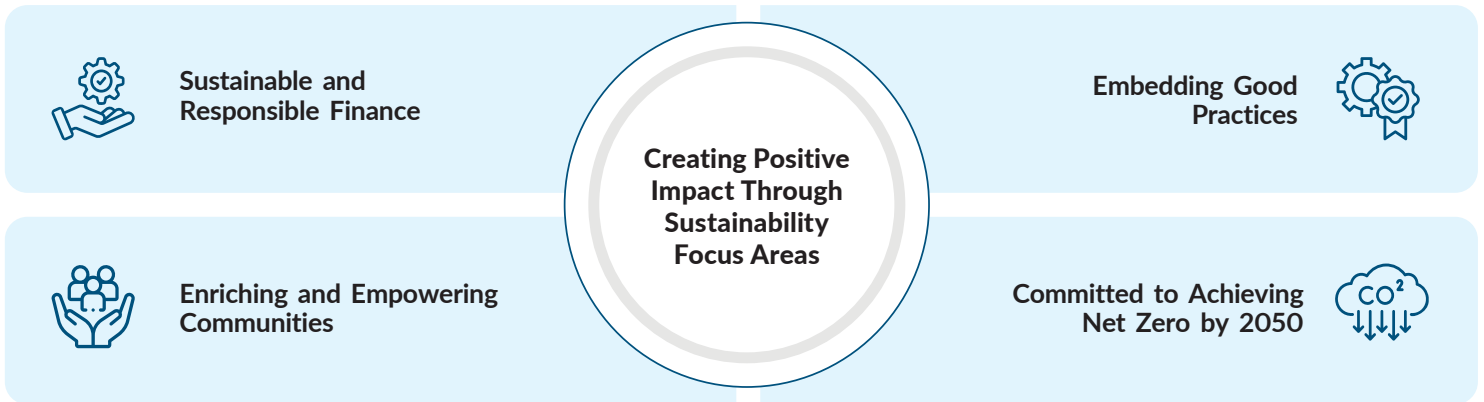 Sustainable and
Responsible Finance
Embedding Good
Practices
Creating Positive
Impact Through
Sustainability
Focus Areas
Enriching and Empowering
Communities
Committed to Achieving
Net Zero by 2050
CO²